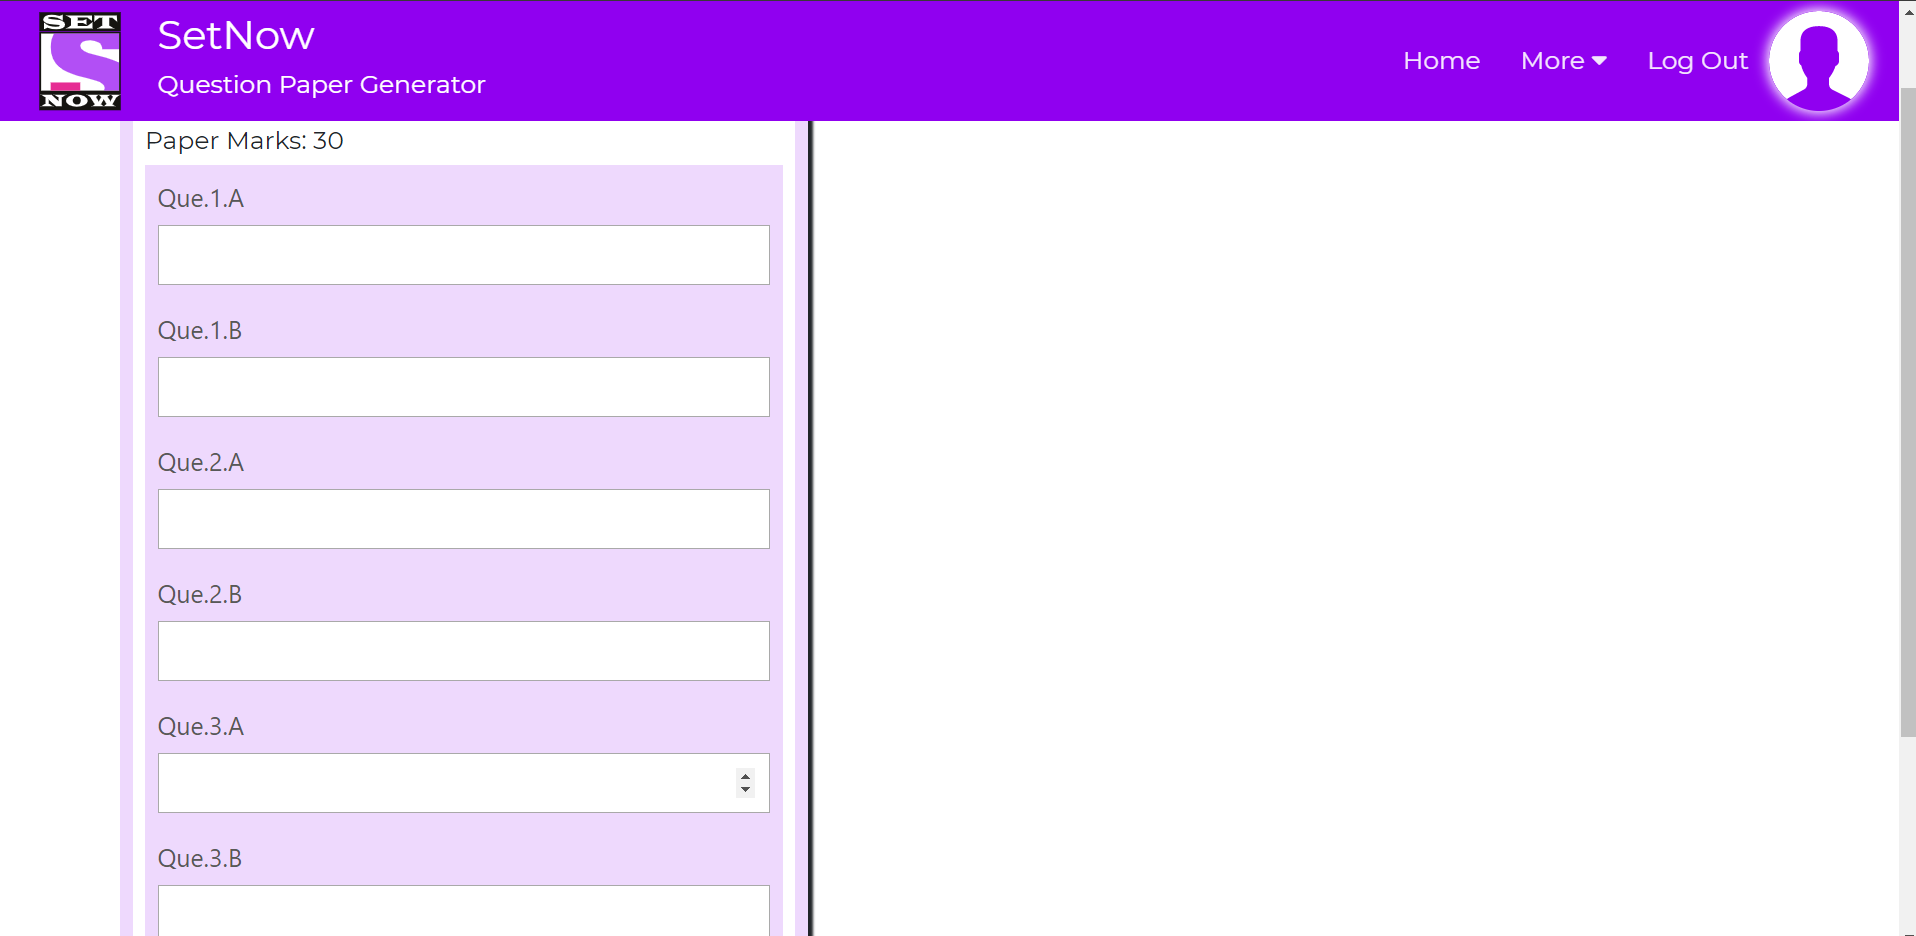 SET
S
NOW
SetNow
Question Paper Generator
Home More Log Out
Paper Marks: 30
Que.1.A
Que.1.B
Que.2.A
Que.2.B
Que.3.A
Que.3.B